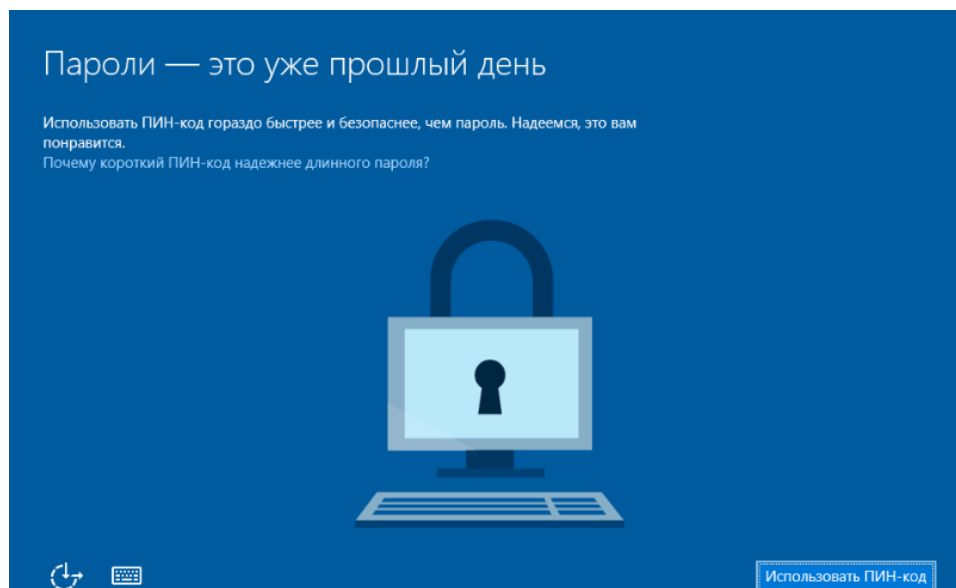 Пароли — это уже прошлый день
Использовать ПИН-код гораздо быстрее и безопаснее, чем пароль. Надеемся, это вам
понравится.
Почему короткий ПИН-код надежнее длинного пароля?
Использовать ПИН-код